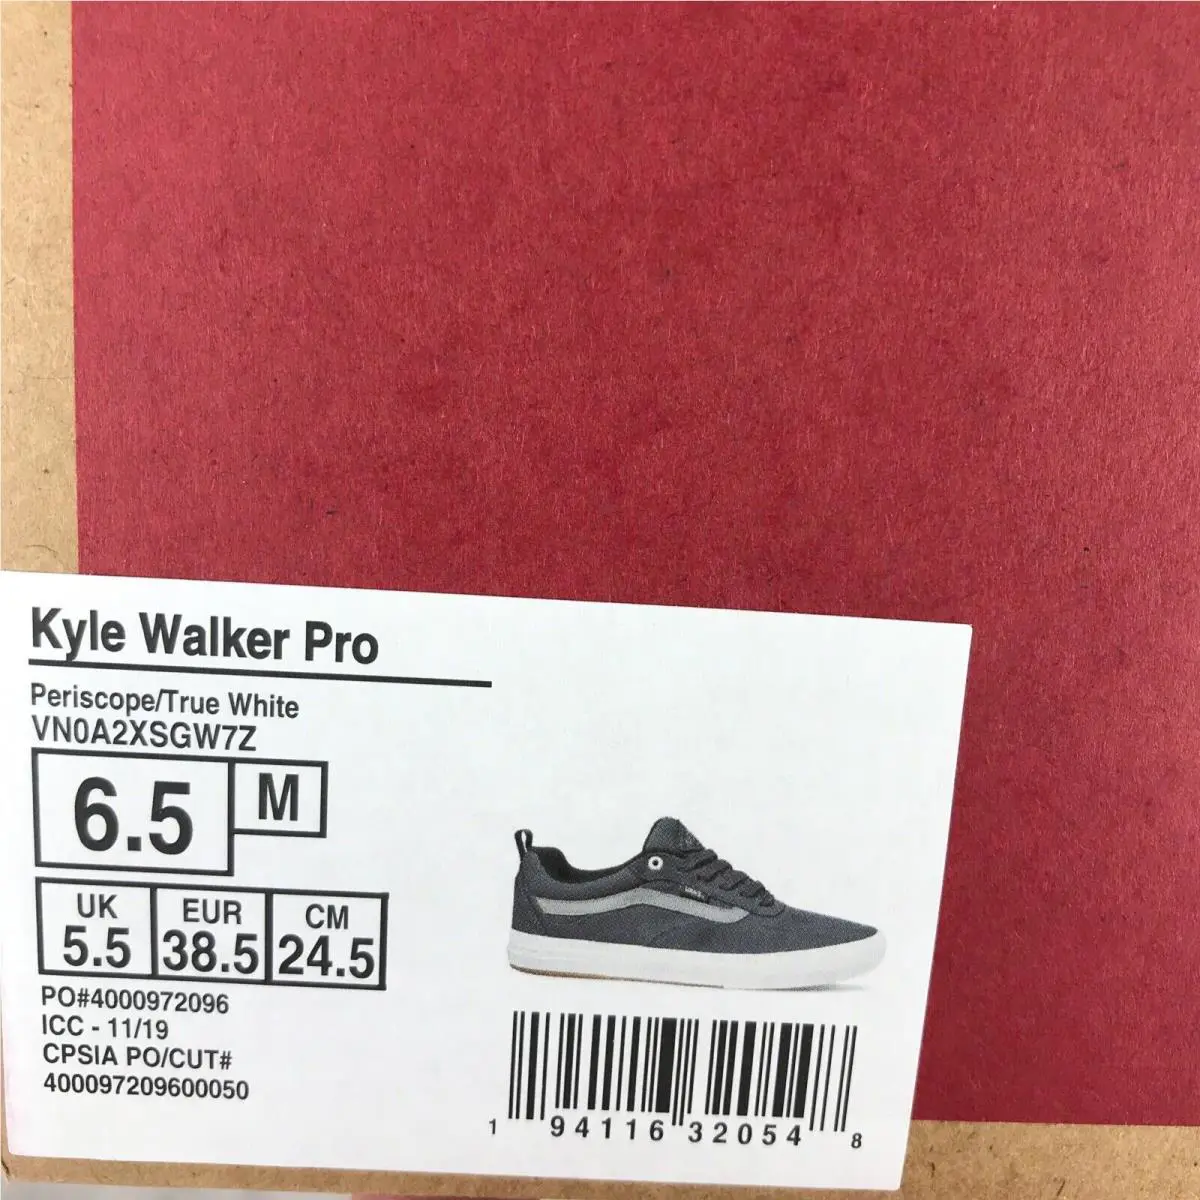 Kyle Walker Pro
Periscope/True White
VN0A2XSGW7Z
6.5 M
UK EUR CM
5.5 38.5 24.5
PO#4000972096
ICC - 11/19
CPSIA PO/CUT#
400097209600050
VANS
1 94116 32054 8